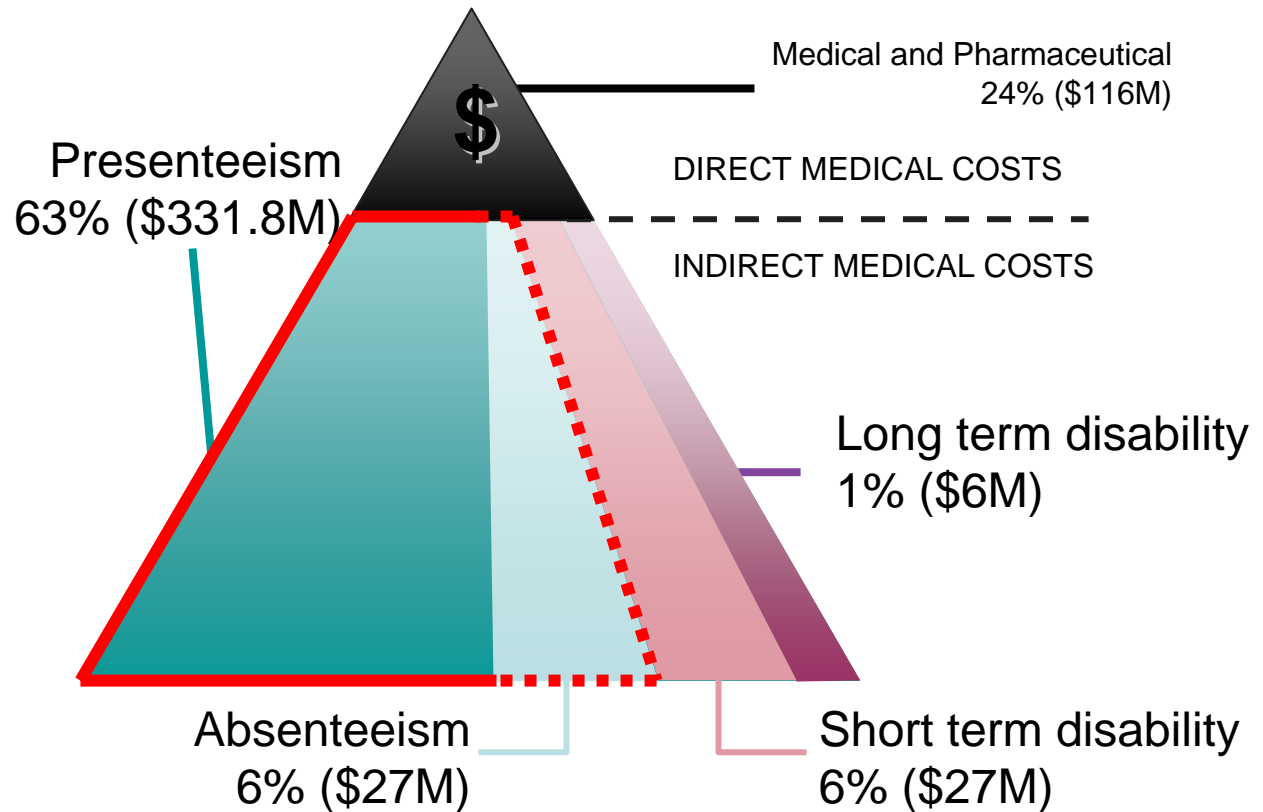 Medical and Pharmaceutical
24% ($116M)
$
Presenteeism
63% ($331.8M)
DIRECT MEDICAL COSTS
INDIRECT MEDICAL COSTS
Long term disability
1% ($6M)
Absenteeism
6% ($27M)
Short term disability
6% ($27M)